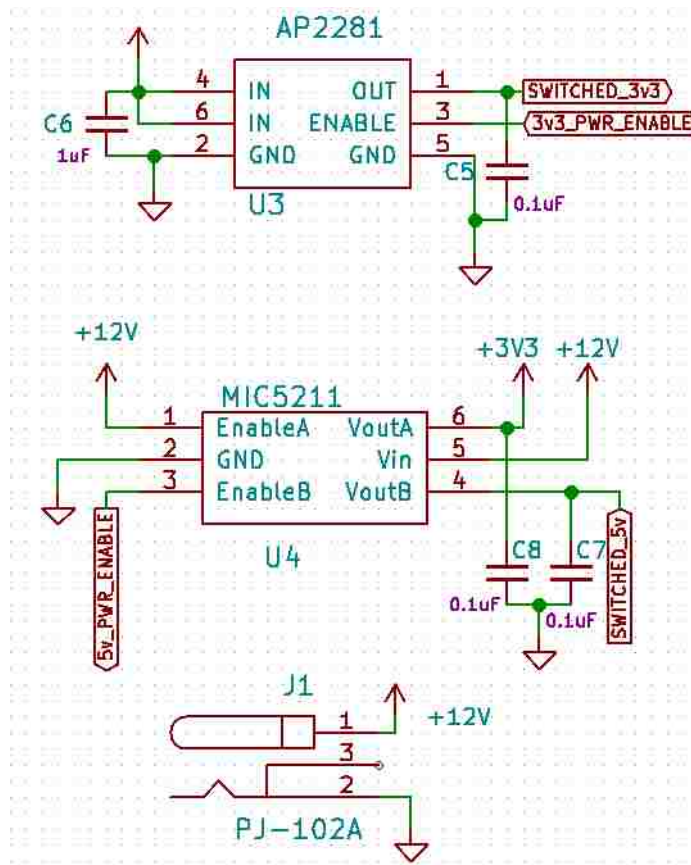 AP2281
4 IN OUT 1
SWITCHED_3v3
6 IN ENABLE 3
3v3_PWR_ENABLE
2 GND GND 5
C6
1uF
C5
0.1uF
U3
+12V
+3V3 +12V
MIC5211
1 EnableA VoutA 6
2 GND Vin 5
3 EnableB VoutB 4
5v_PWR_ENABLE
SWITCHED_5v
U4
C8 C7
0.1uF
0.1uF
J1
1
+12V
3
2
PJ-102A